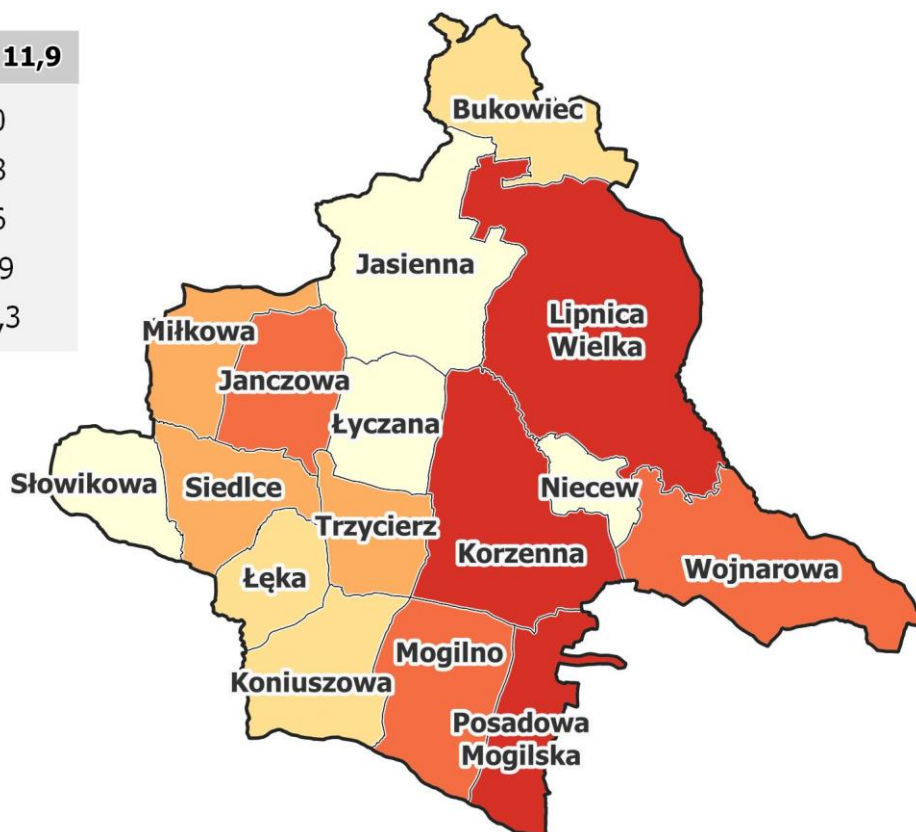 11,9
Bukowiec
Jasienna
Lipnica
Wielka
Miłkowa
Janczowa
Łyczana
Słowikowa
Siedlce
Niecew
Trzycierz
Korzenna
Wojnarowa
Łęka
Mogilno
Koniuszowa
Posadowa
Mogilska